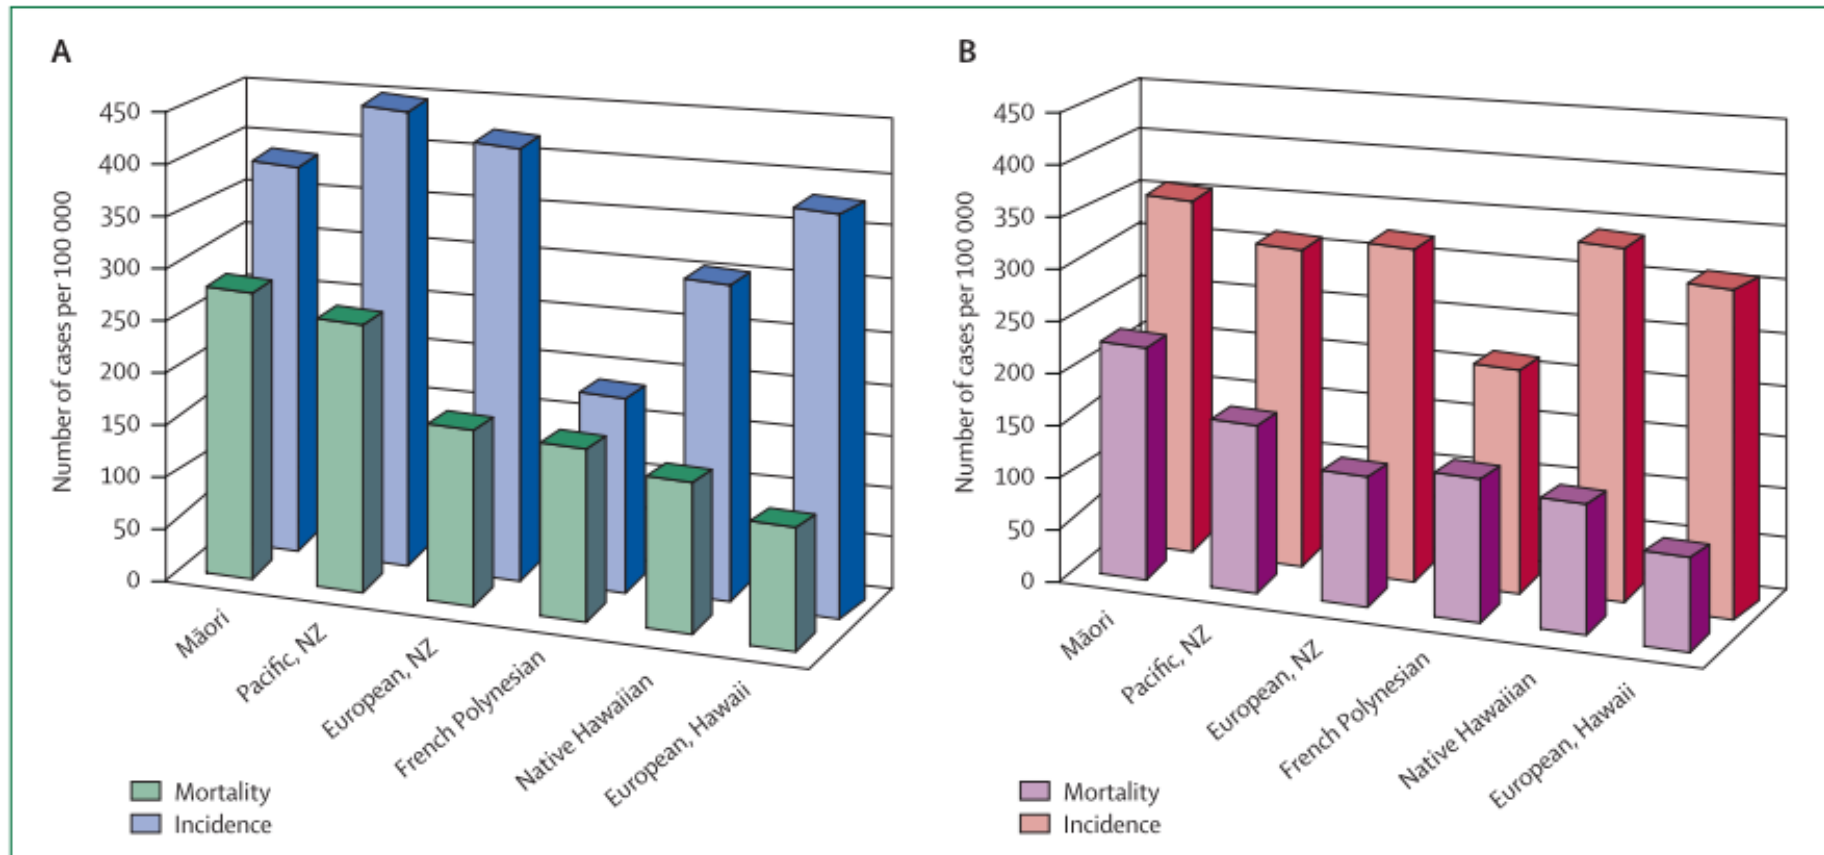 A
Number of cases per 100 000
450
400
350
300
250
200
150
100
50
0
Māori
Pacific, NZ
European, NZ
French Polynesian
Native Hawaiian
European, Hawaii
Mortality
Incidence
B
Number of cases per 100 000
450
400
350
300
250
200
150
100
50
0
Māori
Pacific, NZ
European, NZ
French Polynesian
Native Hawaiian
European, Hawaii
Mortality
Incidence